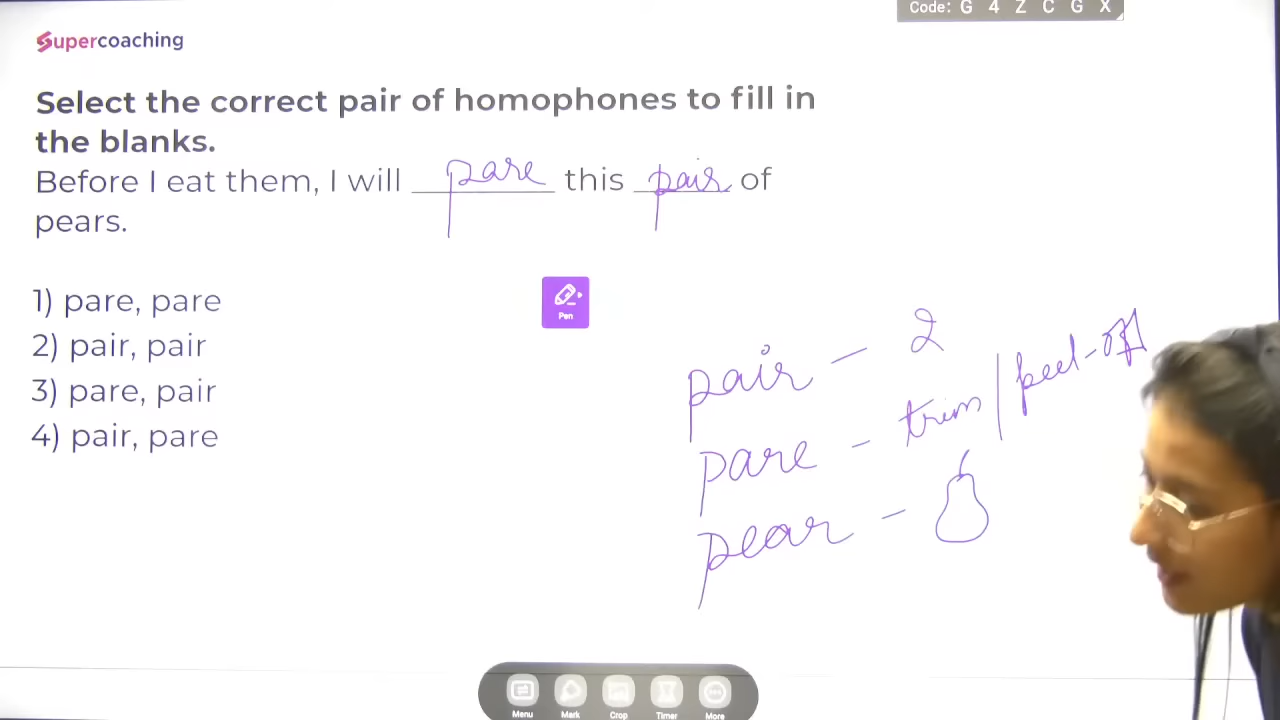 Code: G 4 Z C G X
Supercoaching
Select the correct pair of homophones to fill in
the blanks.
Before I eat them, I will pare this pair of
pears.
1) pare, pare
2) pair, pair
3) pare, pair
4) pair, pare
Pen
pair - 2
pare - trim / peel-off
pear -
Menu Mark Crop Timer More